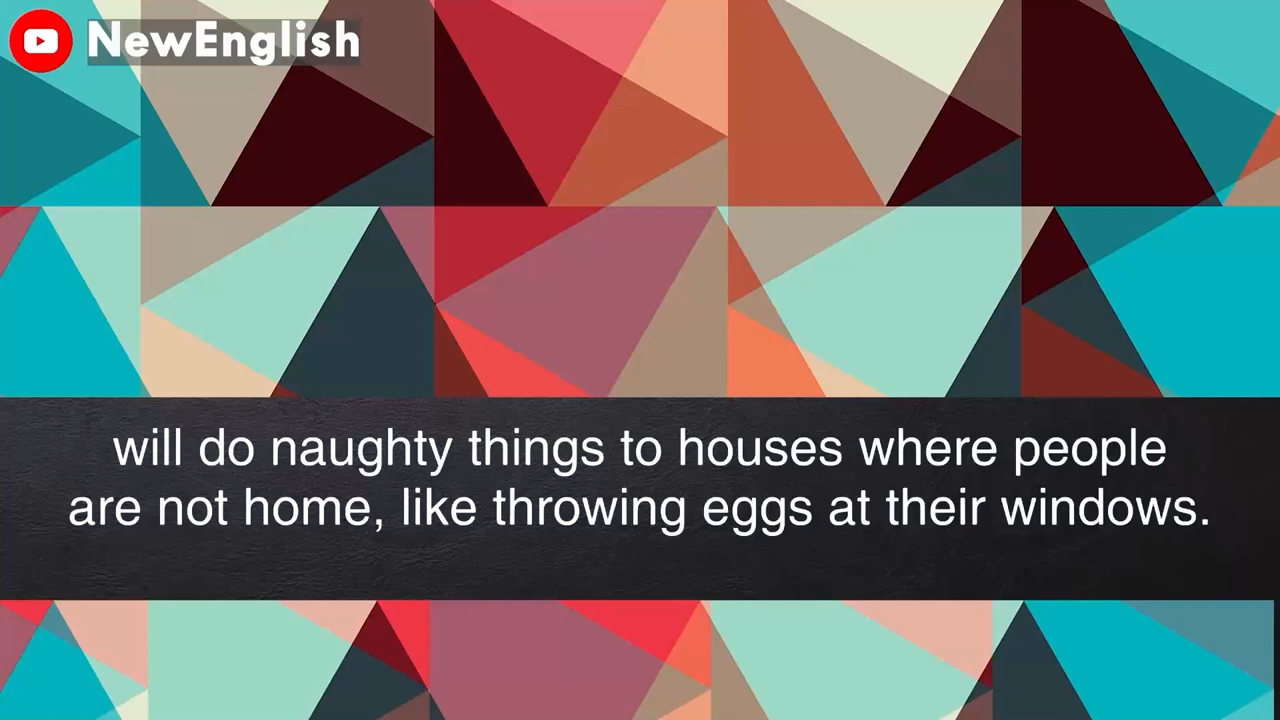 NewEnglish
will do naughty things to houses where people
are not home, like throwing eggs at their windows.